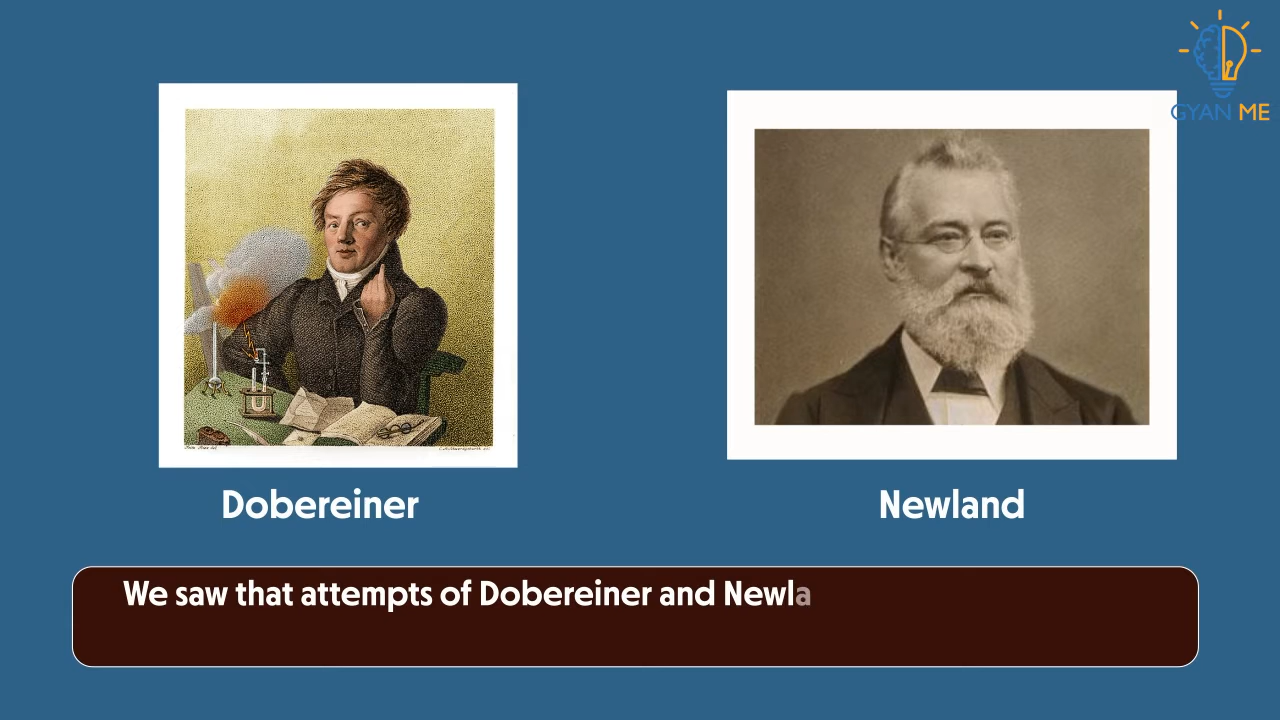 GYAN ME
Dobereiner
Newland
We saw that attempts of Dobereiner and Newla